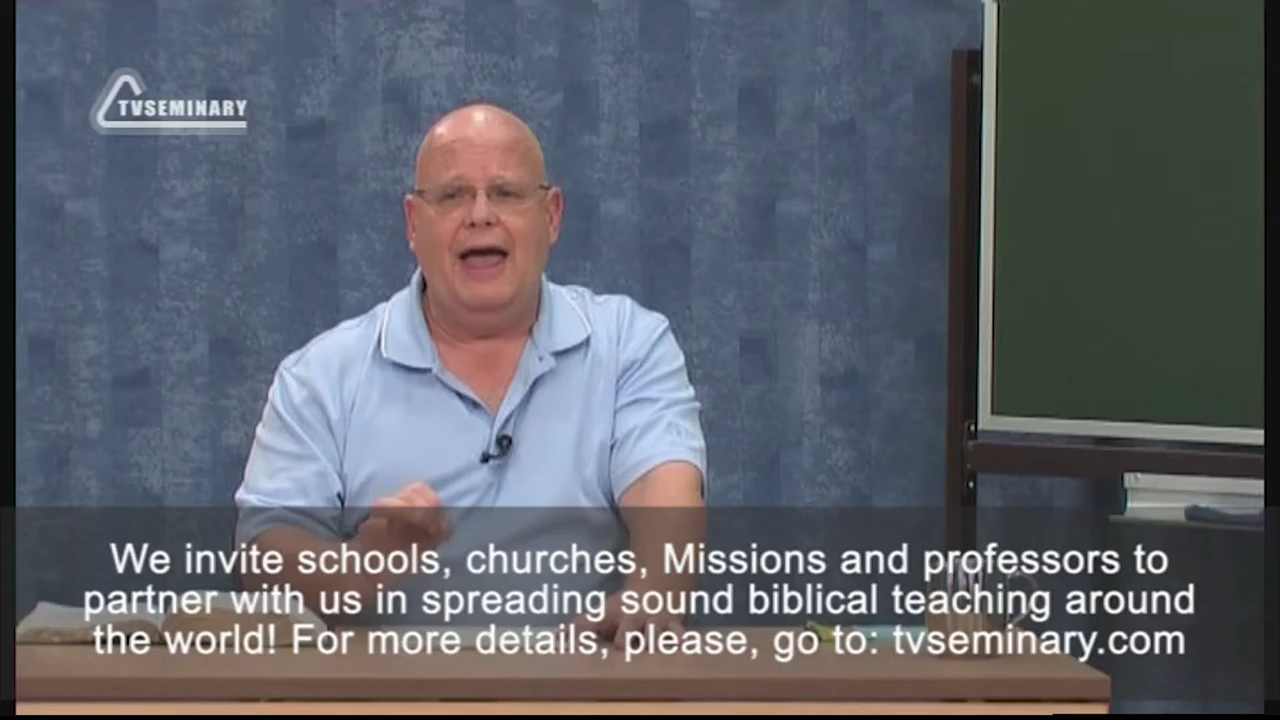 TVSEMINARY
We invite schools, churches, Missions and professors to
partner with us in spreading sound biblical teaching around
the world! For more details, please, go to: tvseminary.com